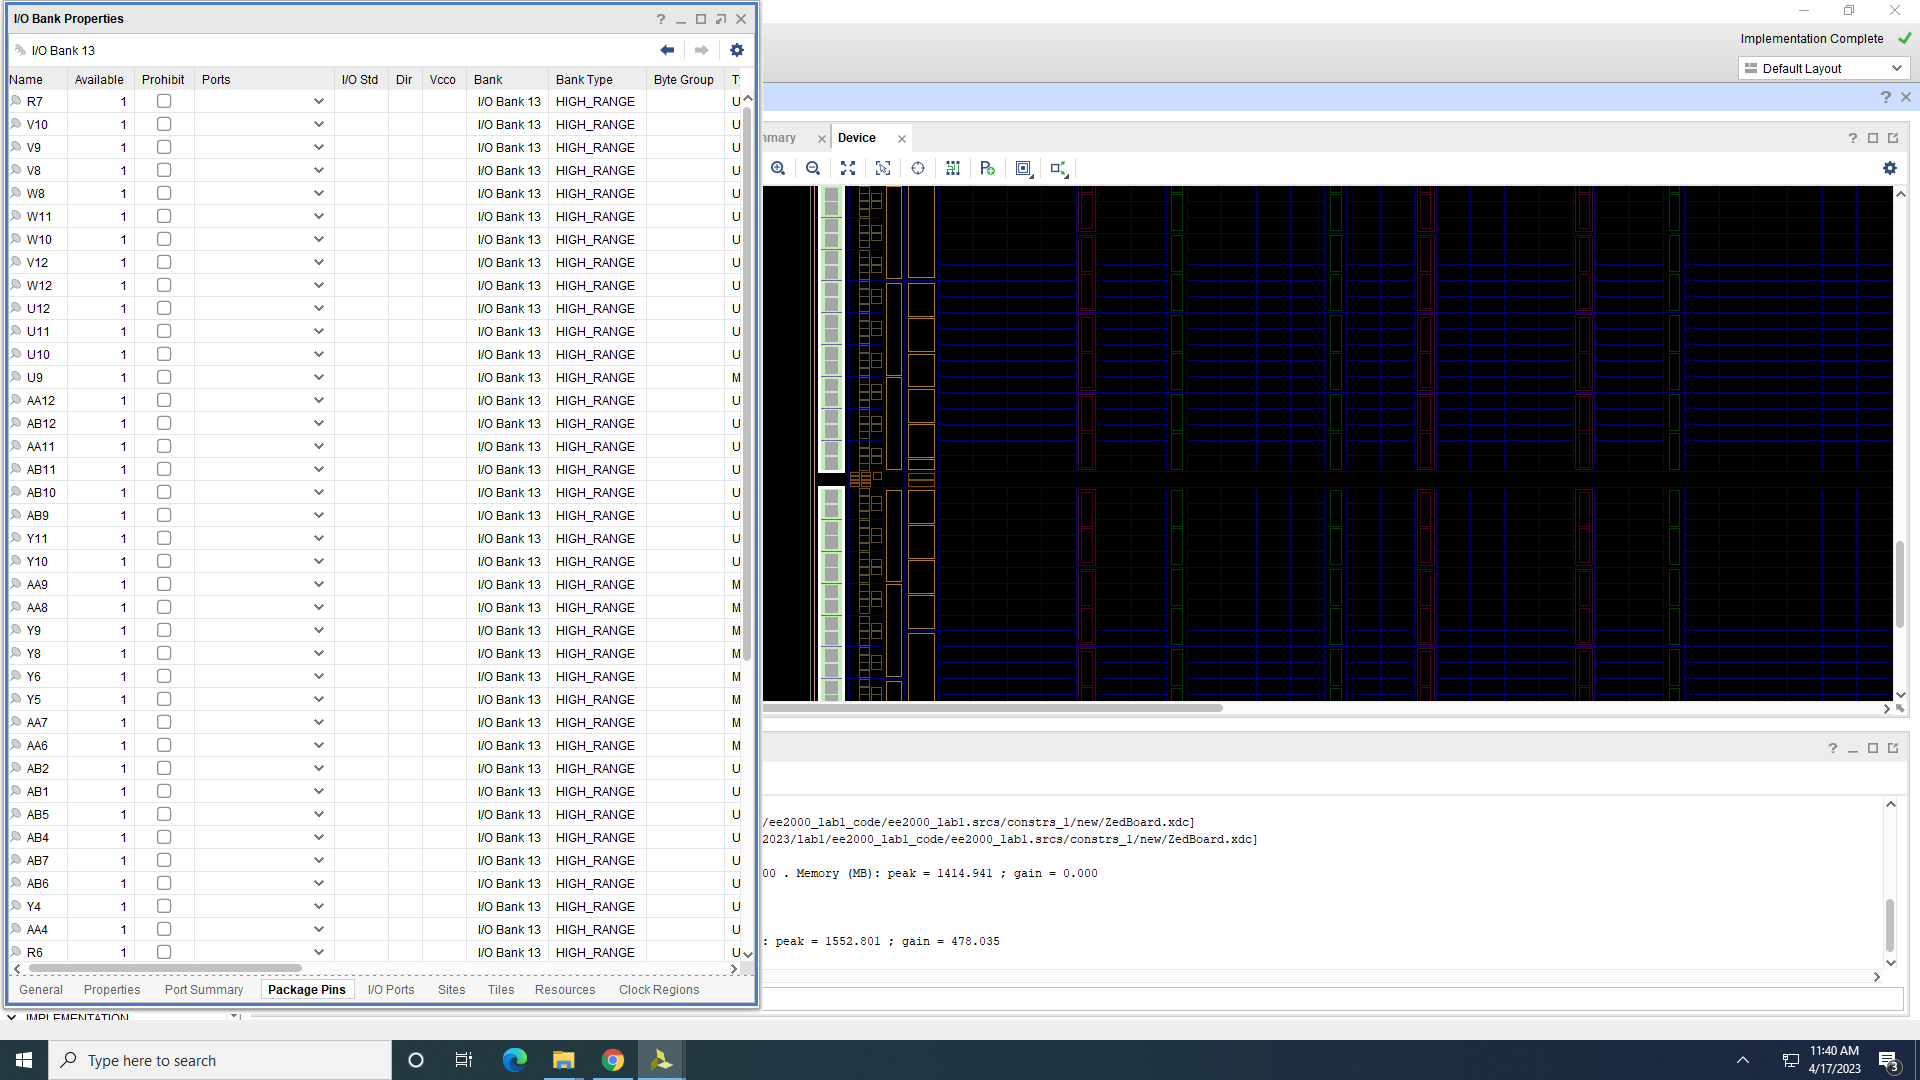 I/O Bank Properties
I/O Bank 13
Name Available Prohibit Ports I/O Std Dir Vcco Bank Bank Type Byte Group Ty
R7 1 I/O Bank 13 HIGH_RANGE U
V10 1 I/O Bank 13 HIGH_RANGE U
V9 1 I/O Bank 13 HIGH_RANGE U
V8 1 I/O Bank 13 HIGH_RANGE U
W8 1 I/O Bank 13 HIGH_RANGE U
W11 1 I/O Bank 13 HIGH_RANGE U
W10 1 I/O Bank 13 HIGH_RANGE U
V12 1 I/O Bank 13 HIGH_RANGE U
W12 1 I/O Bank 13 HIGH_RANGE U
U12 1 I/O Bank 13 HIGH_RANGE U
U11 1 I/O Bank 13 HIGH_RANGE U
U10 1 I/O Bank 13 HIGH_RANGE U
U9 1 I/O Bank 13 HIGH_RANGE M
AA12 1 I/O Bank 13 HIGH_RANGE U
AB12 1 I/O Bank 13 HIGH_RANGE U
AA11 1 I/O Bank 13 HIGH_RANGE U
AB11 1 I/O Bank 13 HIGH_RANGE U
AB10 1 I/O Bank 13 HIGH_RANGE U
AB9 1 I/O Bank 13 HIGH_RANGE U
Y11 1 I/O Bank 13 HIGH_RANGE U
Y10 1 I/O Bank 13 HIGH_RANGE U
AA9 1 I/O Bank 13 HIGH_RANGE M
AA8 1 I/O Bank 13 HIGH_RANGE M
Y9 1 I/O Bank 13 HIGH_RANGE M
Y8 1 I/O Bank 13 HIGH_RANGE M
Y6 1 I/O Bank 13 HIGH_RANGE M
Y5 1 I/O Bank 13 HIGH_RANGE M
AA7 1 I/O Bank 13 HIGH_RANGE M
AA6 1 I/O Bank 13 HIGH_RANGE M
AB2 1 I/O Bank 13 HIGH_RANGE U
AB1 1 I/O Bank 13 HIGH_RANGE U
AB5 1 I/O Bank 13 HIGH_RANGE U
AB4 1 I/O Bank 13 HIGH_RANGE U
AB7 1 I/O Bank 13 HIGH_RANGE U
AB6 1 I/O Bank 13 HIGH_RANGE U
Y4 1 I/O Bank 13 HIGH_RANGE U
AA4 1 I/O Bank 13 HIGH_RANGE U
R6 1 I/O Bank 13 HIGH_RANGE U
General Properties Port Summary Package Pins I/O Ports Sites Tiles Resources Clock Regions
IMPLEMENTATION
Implementation Complete
Default Layout
mmary Device
/ee2000_lab1_code/ee2000_lab1.srcs/constrs_1/new/ZedBoard.xdc]
2023/lab1/ee2000_lab1_code/ee2000_lab1.srcs/constrs_1/new/ZedBoard.xdc]
00 . Memory (MB): peak = 1414.941 ; gain = 0.000
: peak = 1552.801 ; gain = 478.035
Type here to search
11:40 AM
4/17/2023
3